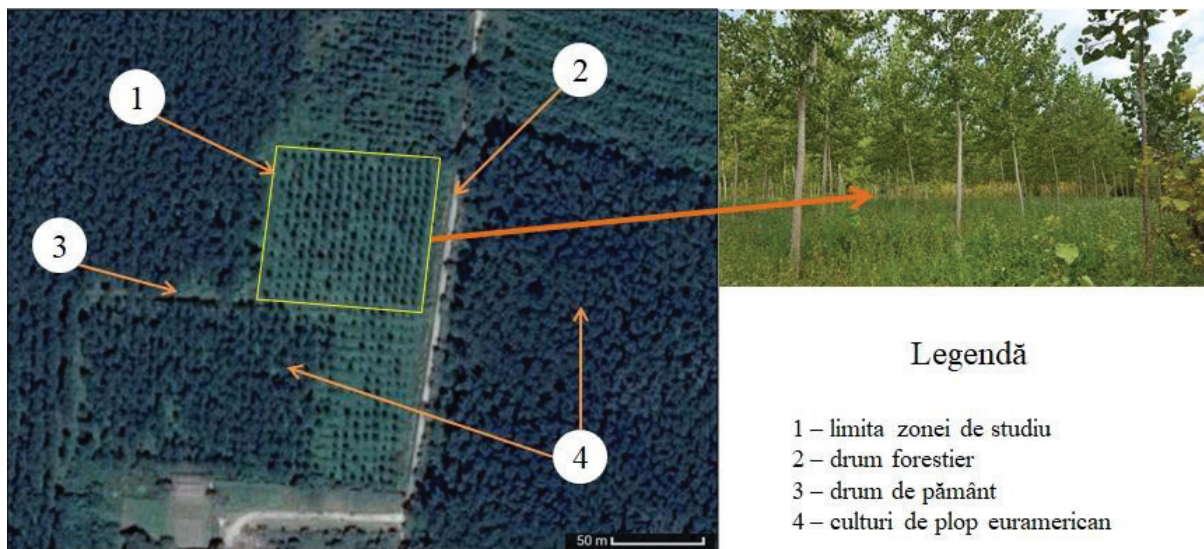 1
2
3
4
50 m
Legendă
1 – limita zonei de studiu
2 – drum forestier
3 – drum de pământ
4 – culturi de plop euramerican